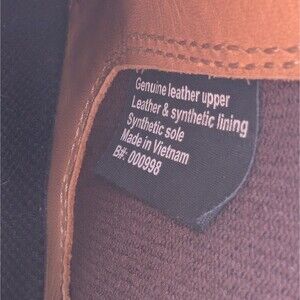 Genuine leather upper
Leather & synthetic lining
Synthetic sole
Made in Vietnam
B#: 000998